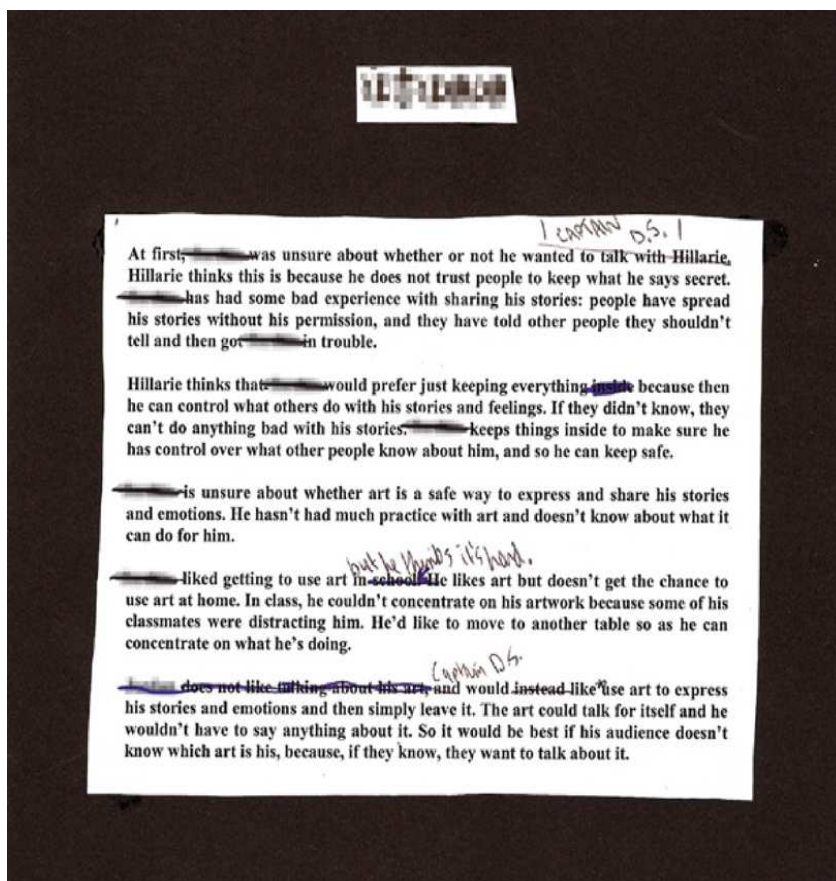 ! CAPTAIN D.S. !
At first, was unsure about whether or not he wanted to talk with Hillarie.
Hillarie thinks this is because he does not trust people to keep what he says secret.
has had some bad experience with sharing his stories: people have spread
his stories without his permission, and they have told other people they shouldn't
tell and then got in trouble.
Hillarie thinks that would prefer just keeping everything inside because then
he can control what others do with his stories and feelings. If they didn't know, they
can't do anything bad with his stories. keeps things inside to make sure he
has control over what other people know about him, and so he can keep safe.
is unsure about whether art is a safe way to express and share his stories
and emotions. He hasn't had much practice with art and doesn't know about what it
can do for him.
but he thinks it's hard.
liked getting to use art in school. He likes art but doesn't get the chance to
use art at home. In class, he couldn't concentrate on his artwork because some of his
classmates were distracting him. He'd like to move to another table so as he can
concentrate on what he's doing.
Captain D.S.
does not like talking about his art, and would instead like use art to express
his stories and emotions and then simply leave it. The art could talk for itself and he
wouldn't have to say anything about it. So it would be best if his audience doesn't
know which art is his, because, if they know, they want to talk about it.